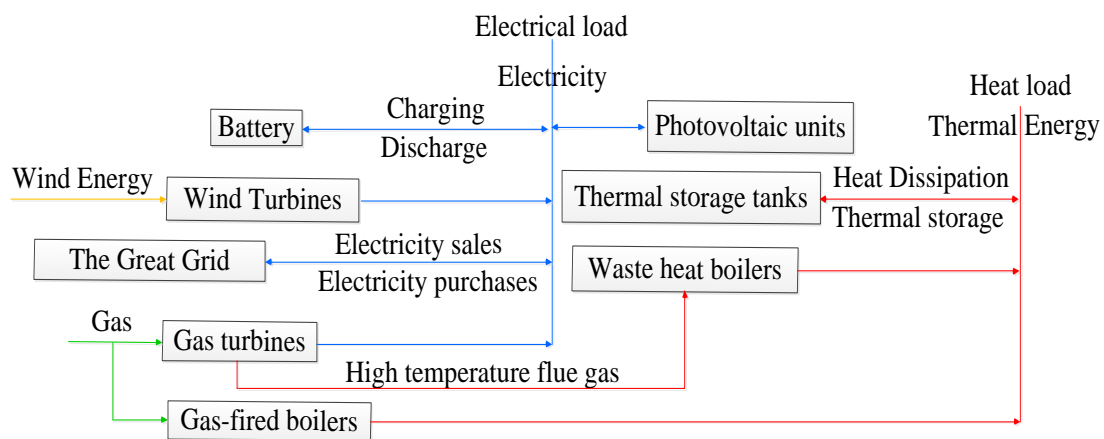 Electrical load
Electricity
Heat load
Thermal Energy
Battery
Charging
Discharge
Photovoltaic units
Wind Energy
Wind Turbines
Thermal storage tanks
Heat Dissipation
Thermal storage
The Great Grid
Electricity sales
Electricity purchases
Waste heat boilers
Gas
Gas turbines
High temperature flue gas
Gas-fired boilers